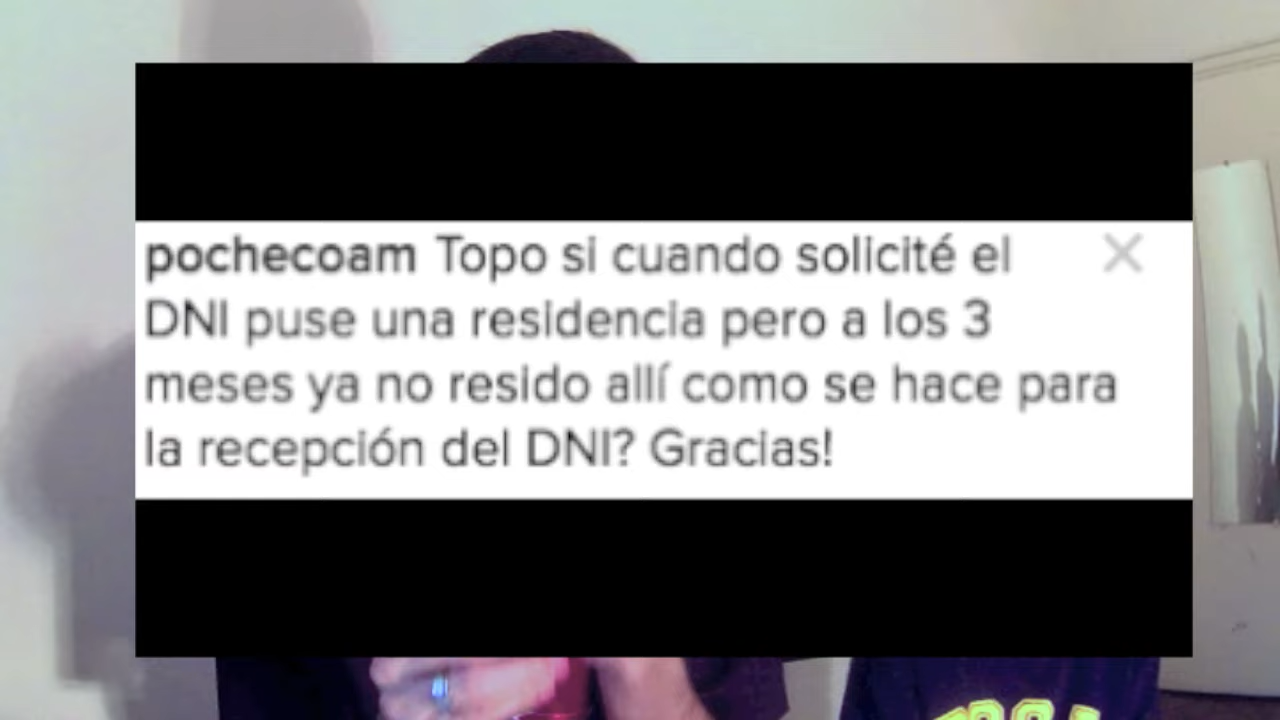 pochecoam Topo si cuando solicité el
DNI puse una residencia pero a los 3
meses ya no resido allí como se hace para
la recepción del DNI? Gracias!